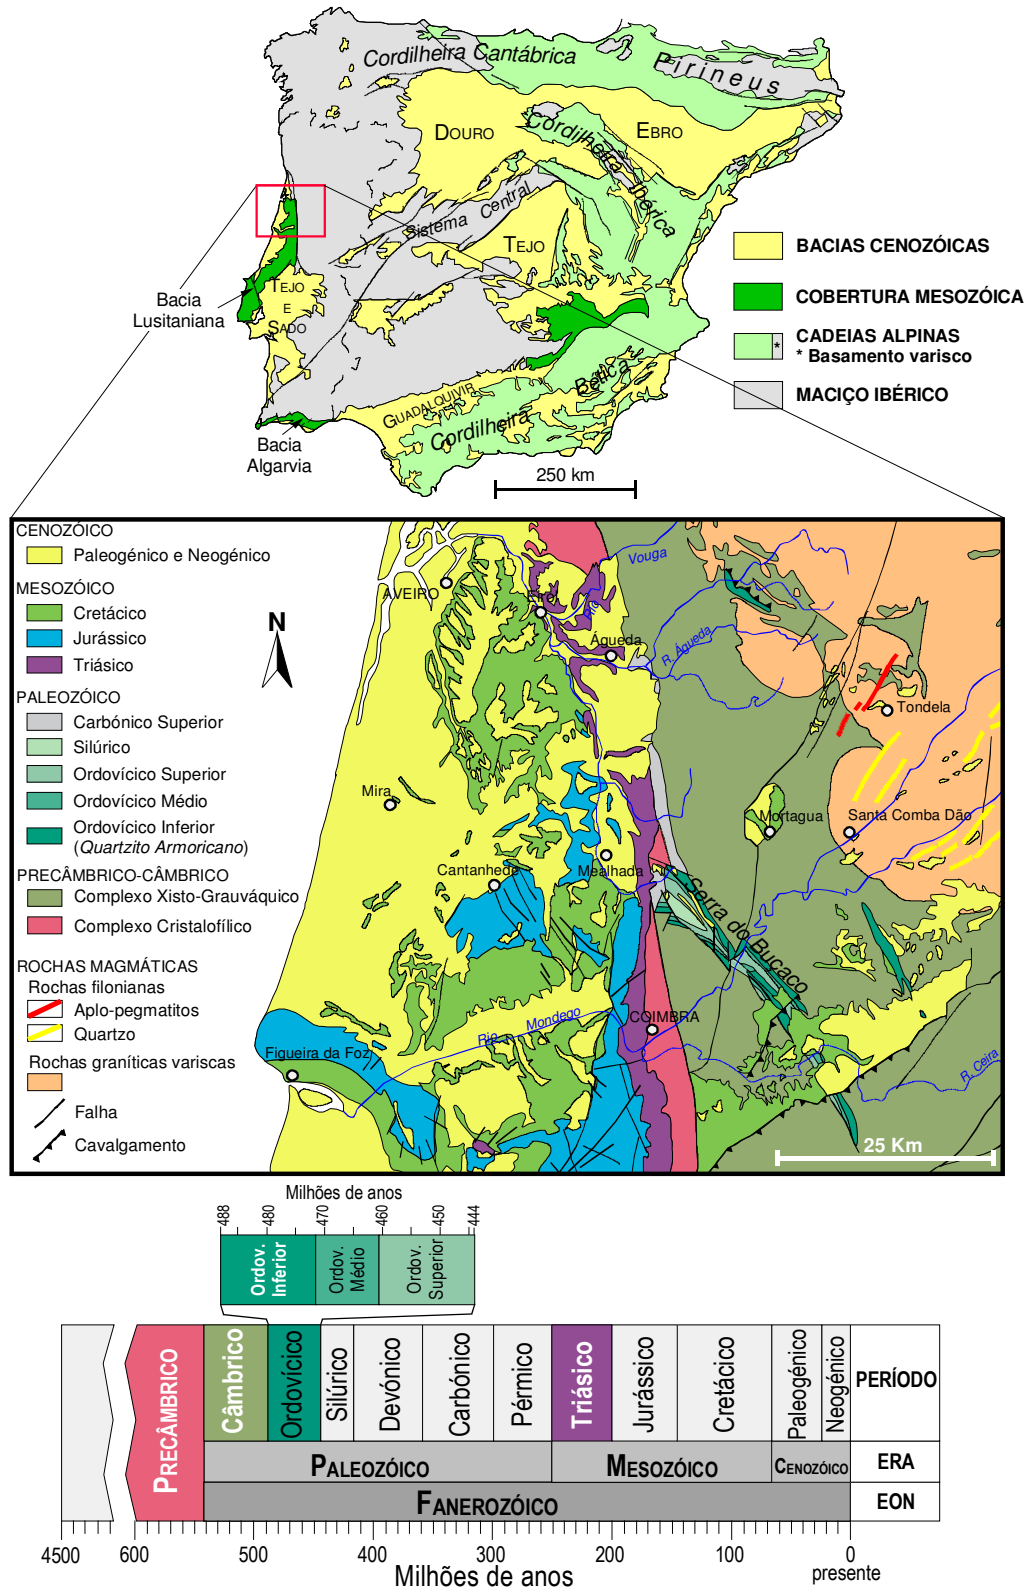 Cordilheira Cantábrica
Pirineus
DOURO
EBRO
Cordilheira Ibérica
Sistema Central
TEJO
Bacia
Lusitaniana
TEJO
E
SADO
GUADALQUIVIR
Cordilheira Bética
Bacia
Algarvia
250 km
BACIAS CENOZÓICAS
COBERTURA MESOZÓICA
*
CADEIAS ALPINAS
* Basamento varisco
MACIÇO IBÉRICO
CENOZÓICO
Paleogénico e Neogénico
MESOZÓICO
Cretácico
Jurássico
Triásico
PALEOZÓICO
Carbónico Superior
Silúrico
Ordovícico Superior
Ordovícico Médio
Ordovícico Inferior
(Quartzito Armoricano)
PRECÂMBRICO-CÂMBRICO
Complexo Xisto-Grauváquico
Complexo Cristalofílico
ROCHAS MAGMÁTICAS
Rochas filonianas
Aplo-pegmatitos
Quartzo
Rochas graníticas variscas
Falha
Cavalgamento
N
AVEIRO
Vouga
Rio
Águeda
R. Águeda
Tondela
Mira
Mortagua
Santa Comba Dão
Cantanhede
Mealhada
Serra do Buçaco
Rio Mondego
COIMBRA
Figueira da Foz
R. Ceira
25 Km
Milhões de anos
488 480 470 460 450 444
Ordov. Inferior
Ordov. Médio
Ordov. Superior
PRECÂMBRICO
Câmbrico
Ordovícico
Silúrico
Devónico
Carbónico
Pérmico
Triásico
Jurássico
Cretácico
Paleogénico
Neogénico
PERÍODO
PALEOZÓICO
MESOZÓICO
CENOZÓICO
ERA
FANEROZÓICO
EON
4500 600 400 300 200 100 0
Milhões de anos
presente